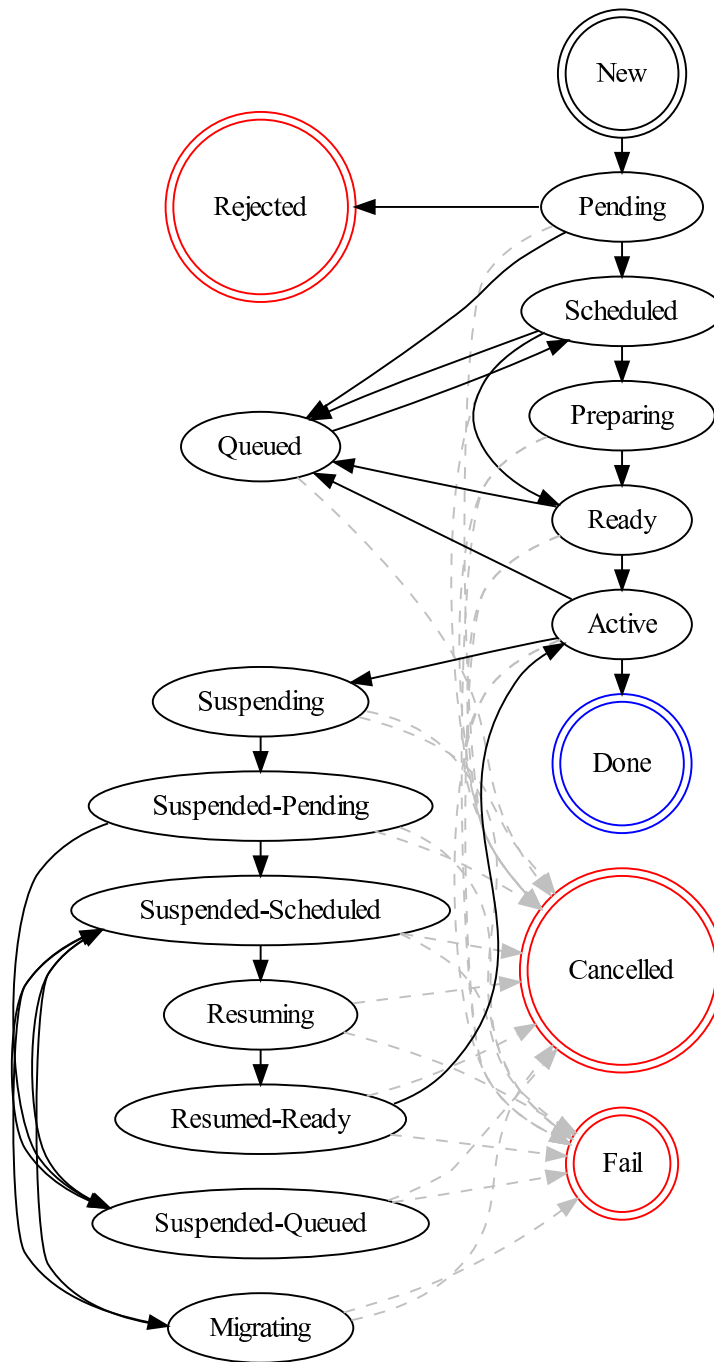 New
Rejected
Pending
Scheduled
Preparing
Queued
Ready
Active
Suspending
Done
Suspended-Pending
Suspended-Scheduled
Cancelled
Resuming
Resumed-Ready
Fail
Suspended-Queued
Migrating